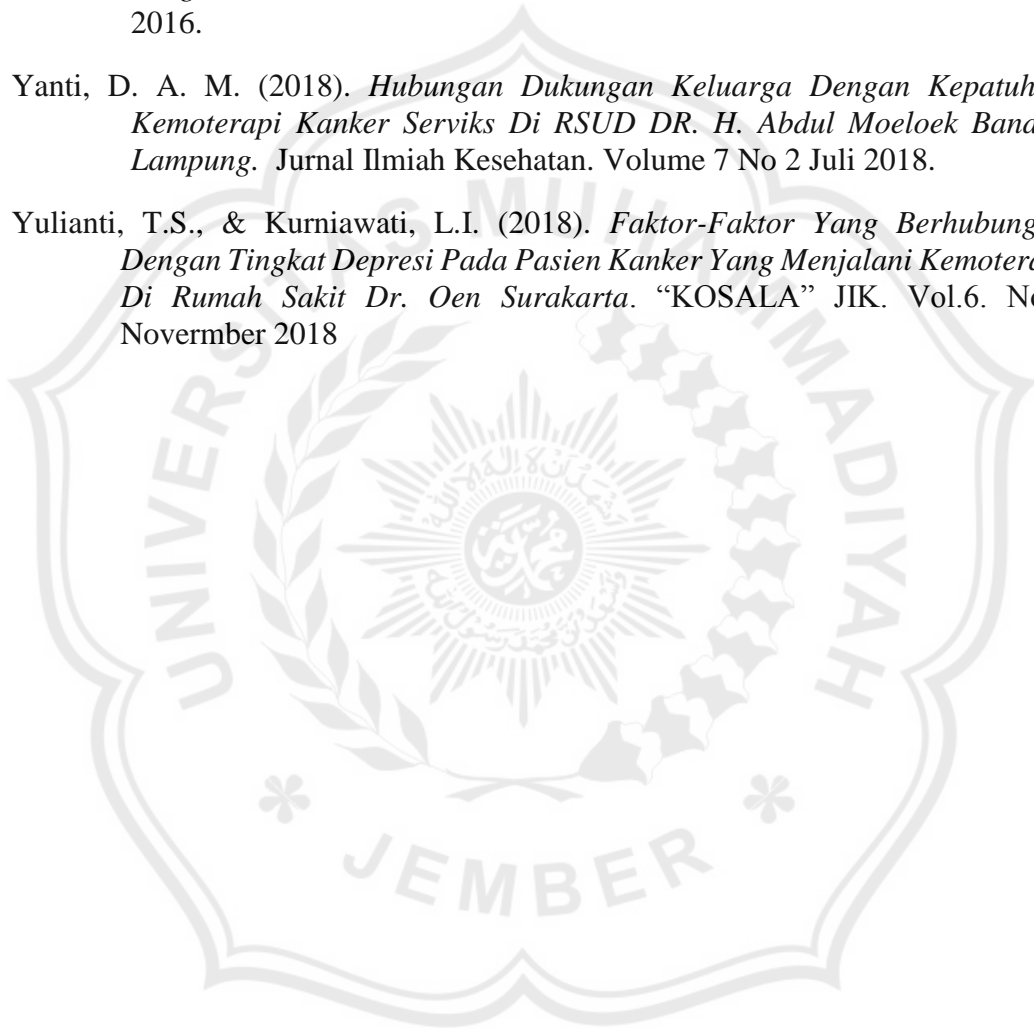 2016.
Yanti, D. A. M. (2018). Hubungan Dukungan Keluarga Dengan Kepatuh
Kemoterapi Kanker Serviks Di RSUD DR. H. Abdul Moeloek Band
Lampung. Jurnal Ilmiah Kesehatan. Volume 7 No 2 Juli 2018.
Yulianti, T.S., & Kurniawati, L.I. (2018). Faktor-Faktor Yang Berhubung
Dengan Tingkat Depresi Pada Pasien Kanker Yang Menjalani Kemotera
Di Rumah Sakit Dr. Oen Surakarta. “KOSALA” JIK. Vol.6. No
Novermber 2018
UNIVERSITAS MUHAMMADIYAH
JEMBER